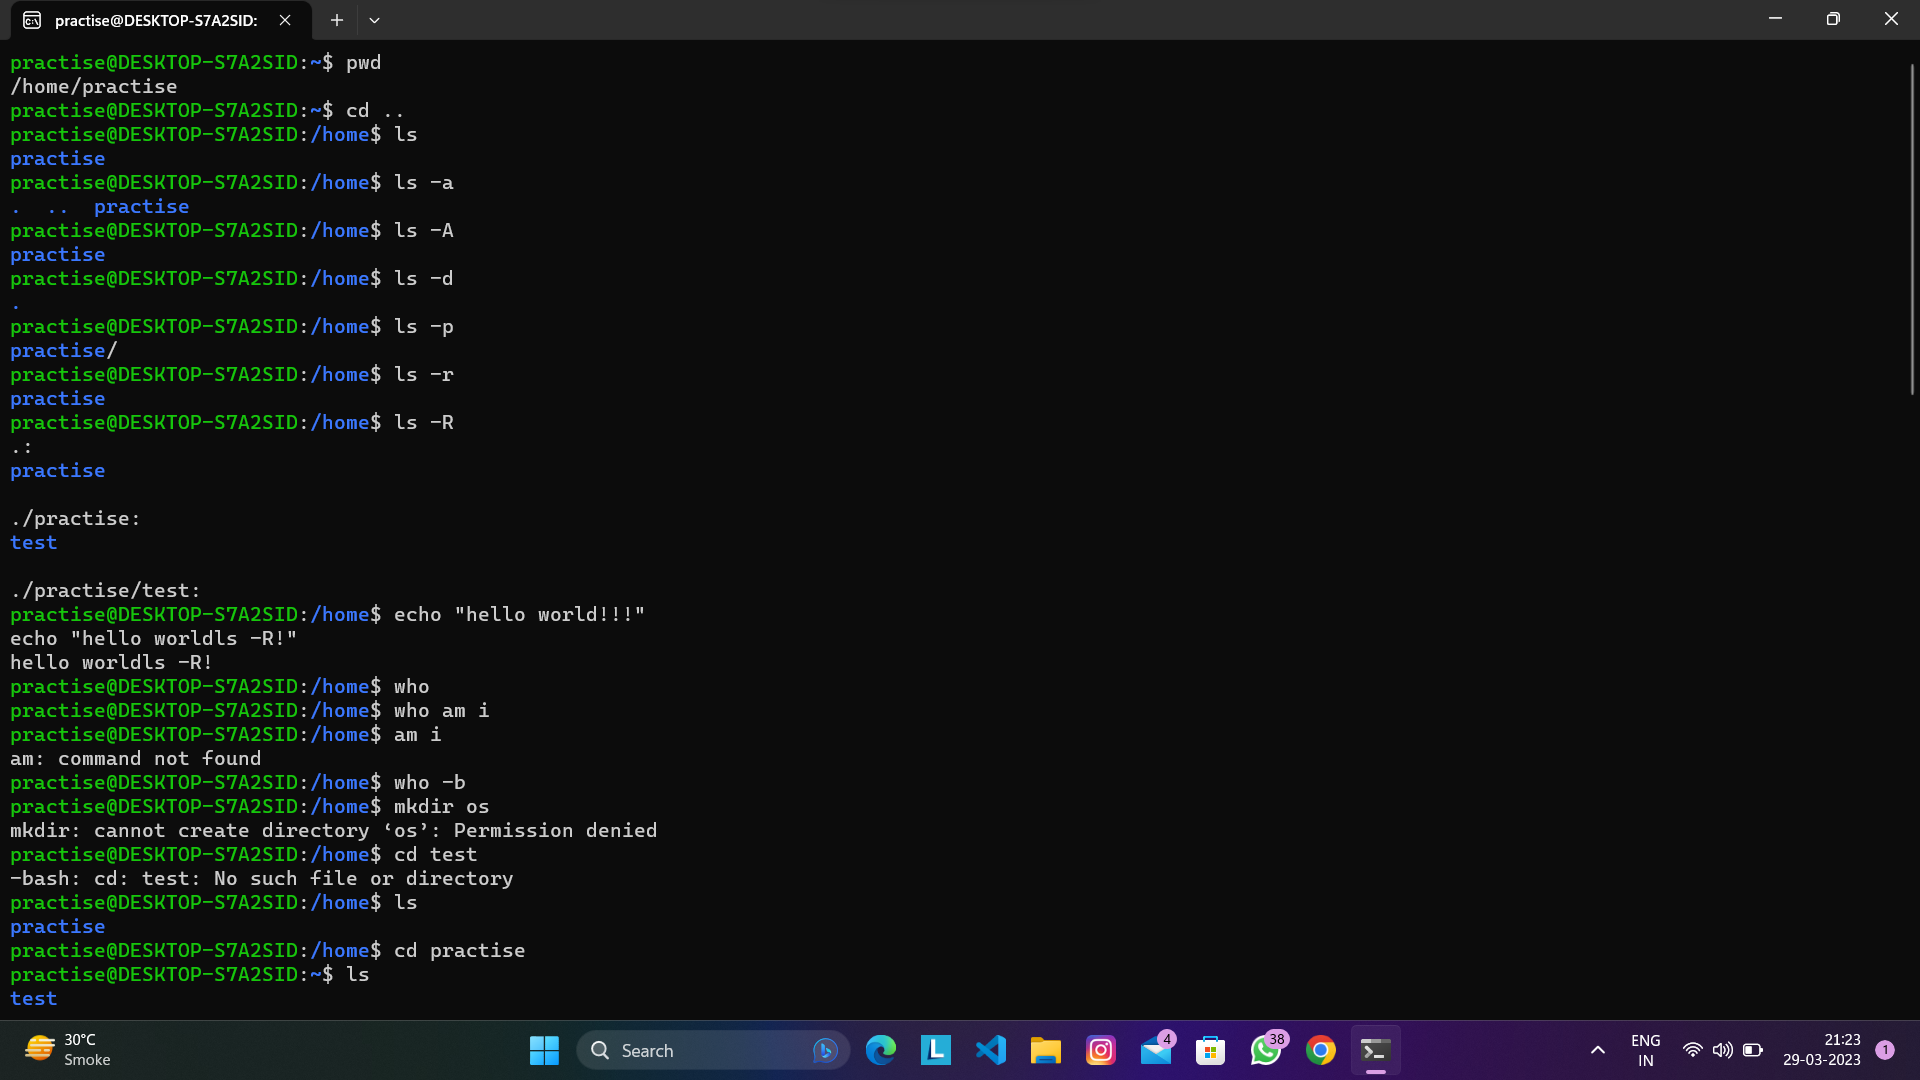 practise@DESKTOP-S7A2SID:
practise@DESKTOP-S7A2SID:~$ pwd
/home/practise
practise@DESKTOP-S7A2SID:~$ cd ..
practise@DESKTOP-S7A2SID:/home$ ls
practise
practise@DESKTOP-S7A2SID:/home$ ls -a
.  ..  practise
practise@DESKTOP-S7A2SID:/home$ ls -A
practise
practise@DESKTOP-S7A2SID:/home$ ls -d
.
practise@DESKTOP-S7A2SID:/home$ ls -p
practise/
practise@DESKTOP-S7A2SID:/home$ ls -r
practise
practise@DESKTOP-S7A2SID:/home$ ls -R
.:
practise

./practise:
test

./practise/test:
practise@DESKTOP-S7A2SID:/home$ echo "hello world!!!"
echo "hello worldls -R!"
hello worldls -R!
practise@DESKTOP-S7A2SID:/home$ who
practise@DESKTOP-S7A2SID:/home$ who am i
practise@DESKTOP-S7A2SID:/home$ am i
am: command not found
practise@DESKTOP-S7A2SID:/home$ who -b
practise@DESKTOP-S7A2SID:/home$ mkdir os
mkdir: cannot create directory ‘os’: Permission denied
practise@DESKTOP-S7A2SID:/home$ cd test
-bash: cd: test: No such file or directory
practise@DESKTOP-S7A2SID:/home$ ls
practise
practise@DESKTOP-S7A2SID:/home$ cd practise
practise@DESKTOP-S7A2SID:~$ ls
test
30°C
Smoke
Search
L
4
38
ENG
IN
21:23
29-03-2023
1